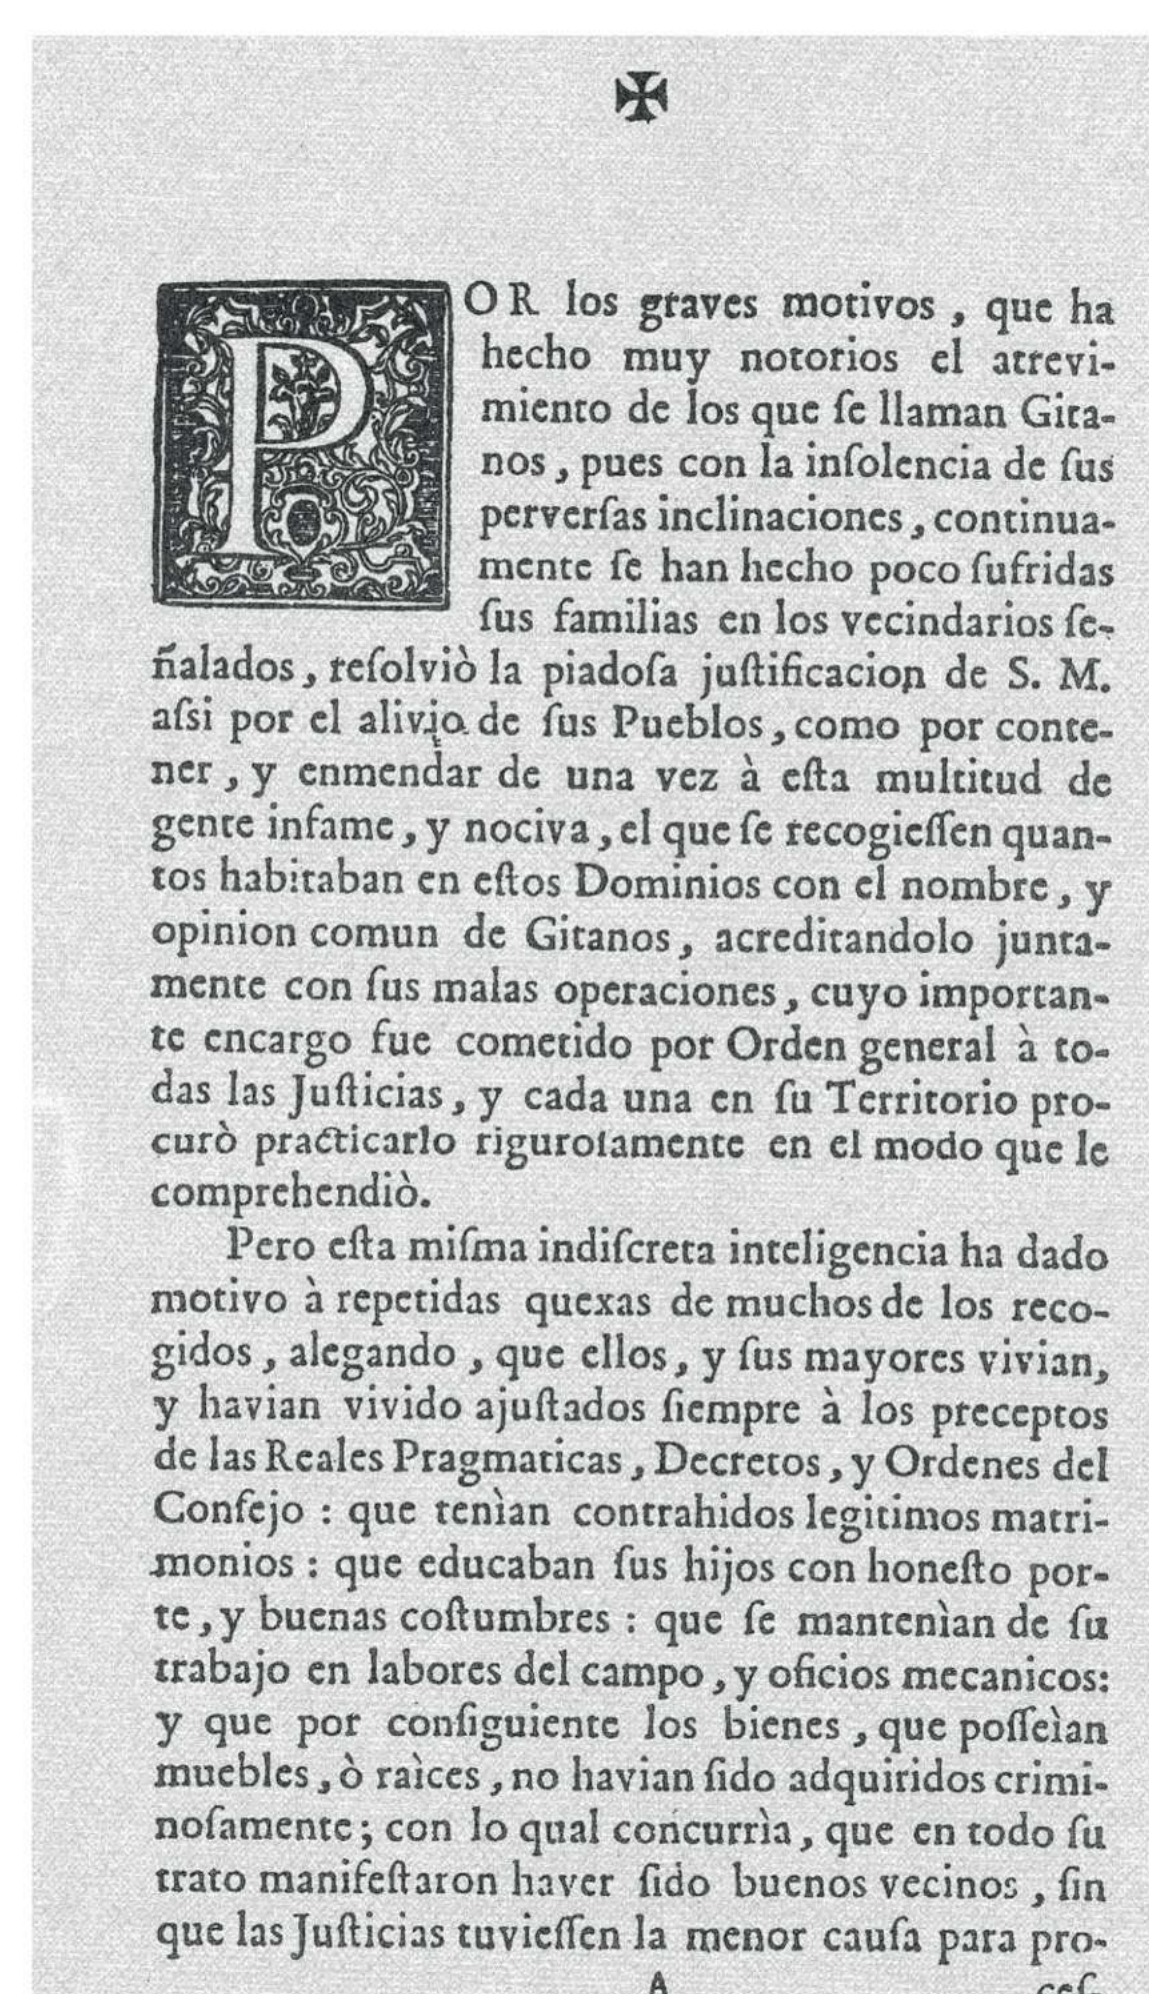 ✠
POR los graves motivos, que ha
hecho muy notorios el atrevi-
miento de los que ſe llaman Gita-
nos, pues con la inſolencia de ſus
perverſas inclinaciones, continua-
mente ſe han hecho poco ſufridas
ſus familias en los vecindarios ſe-
ñalados, reſolviò la piadoſa juſtificacion de S. M.
aſsi por el alivio de ſus Pueblos, como por conte-
ner, y enmendar de una vez à eſta multitud de
gente infame, y nociva, el que ſe recogieſſen quan-
tos habitaban en eſtos Dominios con el nombre, y
opinion comun de Gitanos, acreditandolo junta-
mente con ſus malas operaciones, cuyo importan-
te encargo fue cometido por Orden general à to-
das las Juſticias, y cada una en ſu Territorio pro-
curò practicarlo riguroſamente en el modo que le
comprehendiò.
Pero eſta miſma indiſcreta inteligencia ha dado
motivo à repetidas quexas de muchos de los reco-
gidos, alegando, que ellos, y ſus mayores vivian,
y havian vivido ajuſtados ſiempre à los preceptos
de las Reales Pragmaticas, Decretos, y Ordenes del
Conſejo : que tenìan contrahidos legitimos matri-
monios : que educaban ſus hijos con honeſto por-
te, y buenas coſtumbres : que ſe mantenìan de ſu
trabajo en labores del campo, y oficios mecanicos:
y que por conſiguiente los bienes, que poſſeìan
muebles, ò raìces, no havian ſido adquiridos crimi-
noſamente; con lo qual concurrìa, que en todo ſu
trato manifeſtaron haver ſido buenos vecinos, ſin
que las Juſticias tuvieſſen la menor cauſa para pro-
A ceſ-